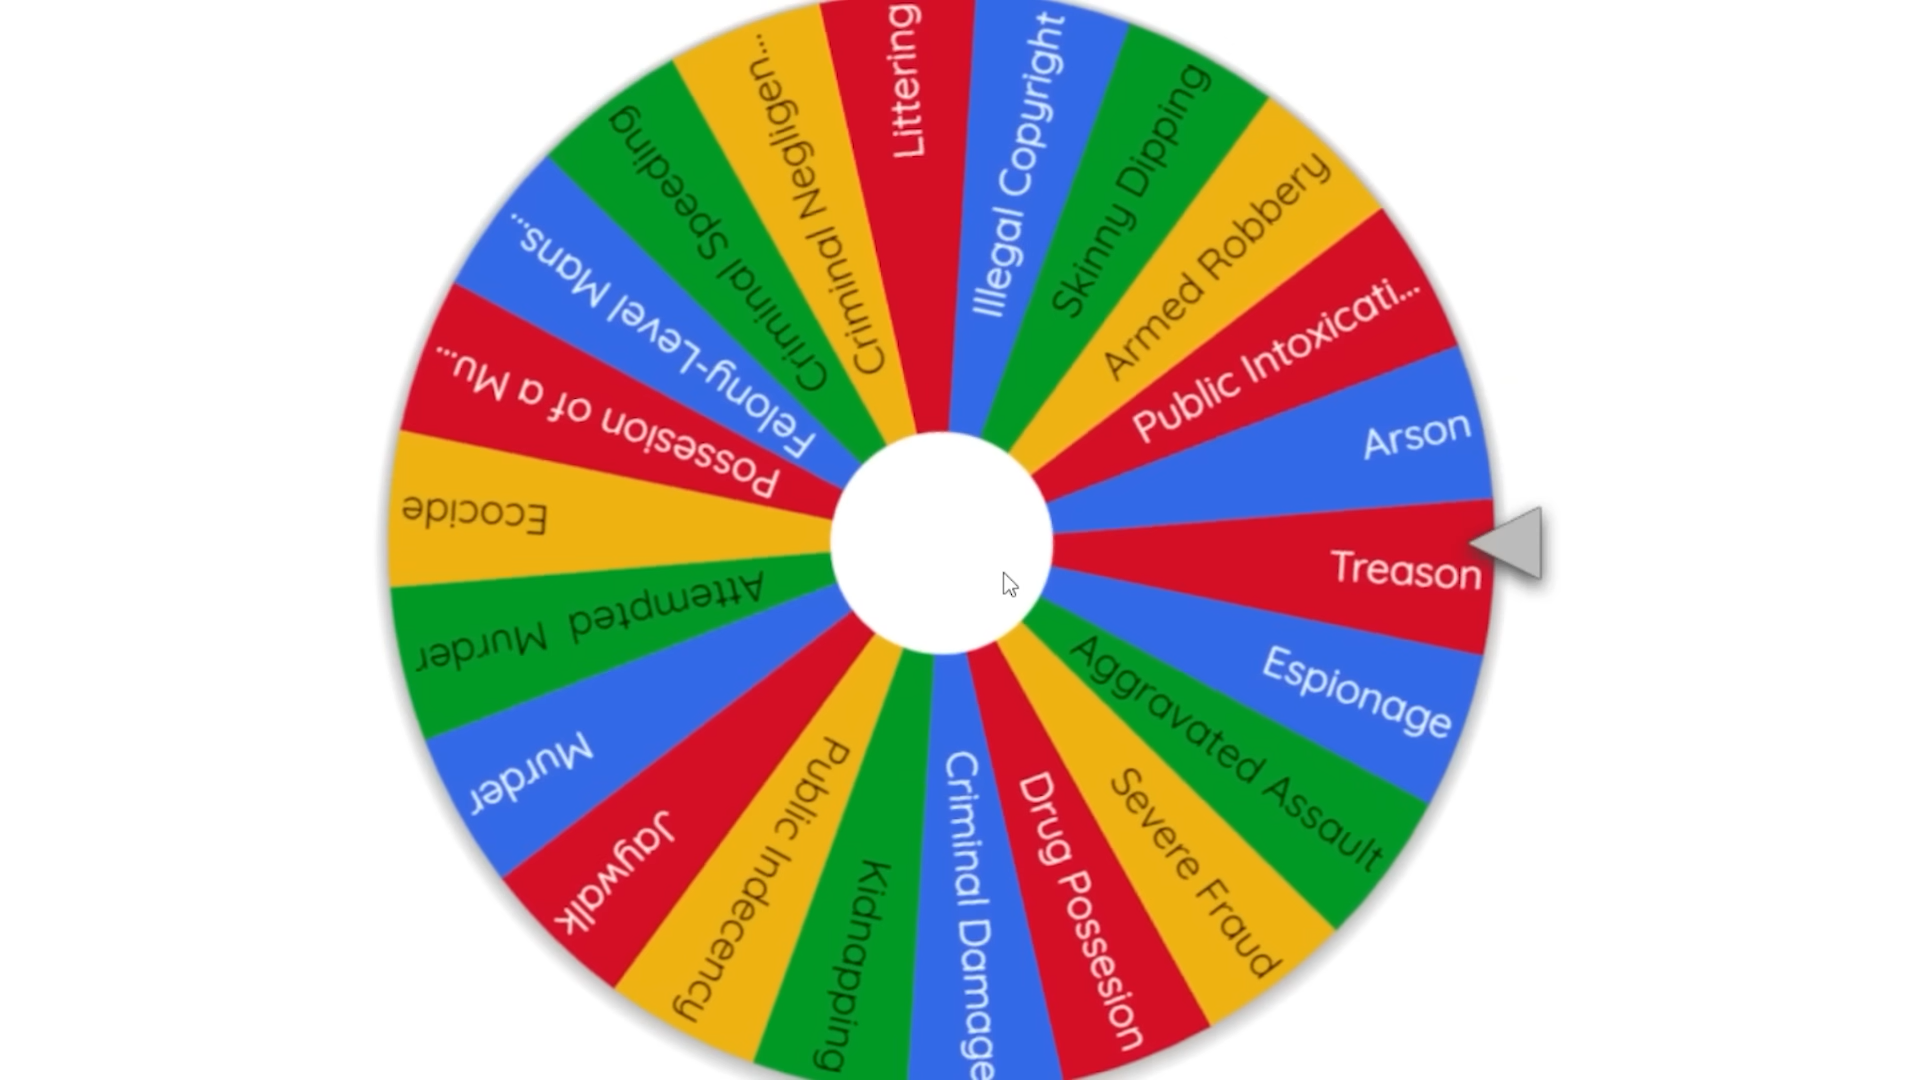 Littering
Illegal Copyright
Skinny Dipping
Armed Robbery
Public Intoxicati...
Arson
Treason
Espionage
Aggravated Assault
Severe Fraud
Drug Possesion
Criminal Damage
Kidnapping
Public Indecency
Jaywalk
Murder
Attempted Murder
Ecocide
Possesion of a Mu...
Felony-Level Mans...
Criminal Speeding
Criminal Negligen...